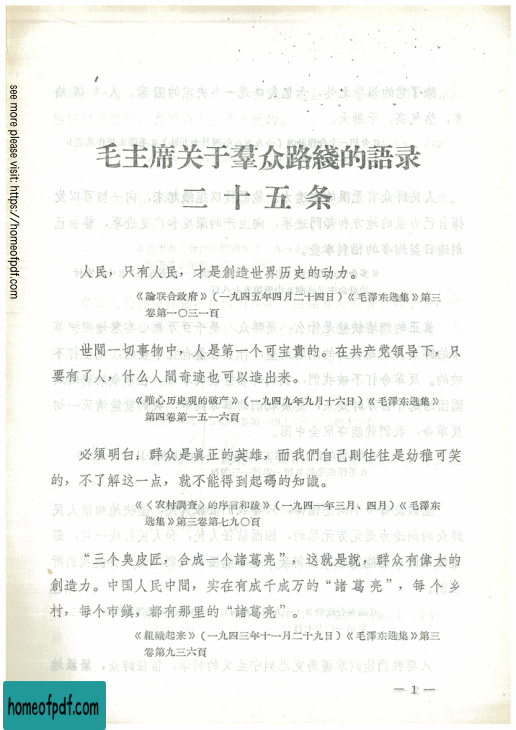 毛主席关于羣众路綫的語录
二十五条
人民，只有人民，才是創造世界历史的动力。
《論联合政府》（一九四五年四月二十四日）《毛澤东选集》第三
卷第一〇三一頁
世間一切事物中，人是第一个可宝貴的。在共产党領导下，只
要有了人，什么人間奇迹也可以造出来。
《唯心历史观的破产》（一九四九年九月十六日）《毛澤东选集》
第四卷第一五一六頁
必須明白：群众是眞正的英雄，而我們自己則往往是幼稚可笑
的，不了解这一点，就不能得到起碼的知識。
《〈农村調查〉的序言和跋》（一九四一年三月、四月）《毛澤东
选集》第三卷第七九〇頁
“三个臭皮匠，合成一个諸葛亮”，这就是說，群众有偉大的
創造力。中国人民中間，实在有成千成万的“諸葛亮”，每个乡
村，每个市鎭，都有那里的“諸葛亮”。
《組織起来》（一九四三年十一月二十九日）《毛澤东选集》第三
卷第九三六頁
— 1 —
see more please visit: https://homeofpdf.com
homeofpdf.com